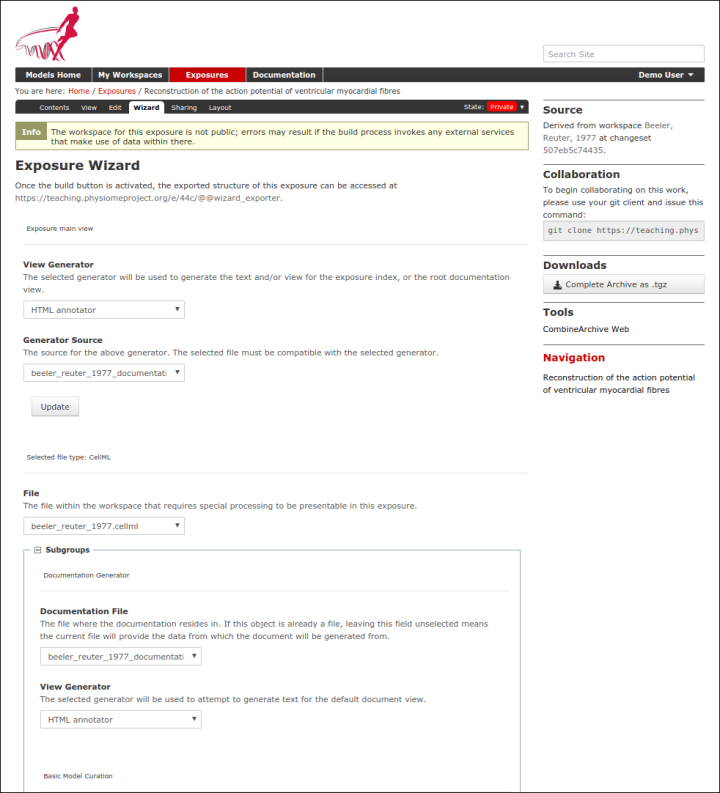 Search Site
Models Home
My Workspaces
Exposures
Documentation
Demo User
You are here: Home / Exposures / Reconstruction of the action potential of ventricular myocardial fibres
Contents
View
Edit
Wizard
Sharing
Layout
State: Private
Info
The workspace for this exposure is not public; errors may result if the build process invokes any external services
that make use of data within there.
Exposure Wizard
Once the build button is activated, the exported structure of this exposure can be accessed at
https://teaching.physiomeproject.org/e/44c/@@wizard_exporter.
Exposure main view
View Generator
The selected generator will be used to generate the text and/or view for the exposure index, or the root documentation
view.
HTML annotator
Generator Source
The source for the above generator. The selected file must be compatible with the selected generator.
beeler_reuter_1977_documentati
Update
Selected file type: CellML
File
The file within the workspace that requires special processing to be presentable in this exposure.
beeler_reuter_1977.cellml
Subgroups
Documentation Generator
Documentation File
The file where the documentation resides in. If this object is already a file, leaving this field unselected means
the current file will provide the data from which the document will be generated from.
beeler_reuter_1977_documentati
View Generator
The selected generator will be used to attempt to generate text for the default document view.
HTML annotator
Basic Model Curation
Source
Derived from workspace Beeler,
Reuter, 1977 at changeset
507eb5c74435.
Collaboration
To begin collaborating on this work,
please use your git client and issue this
command:
git clone https://teaching.phys
Downloads
Complete Archive as .tgz
Tools
CombineArchive Web
Navigation
Reconstruction of the action potential
of ventricular myocardial fibres